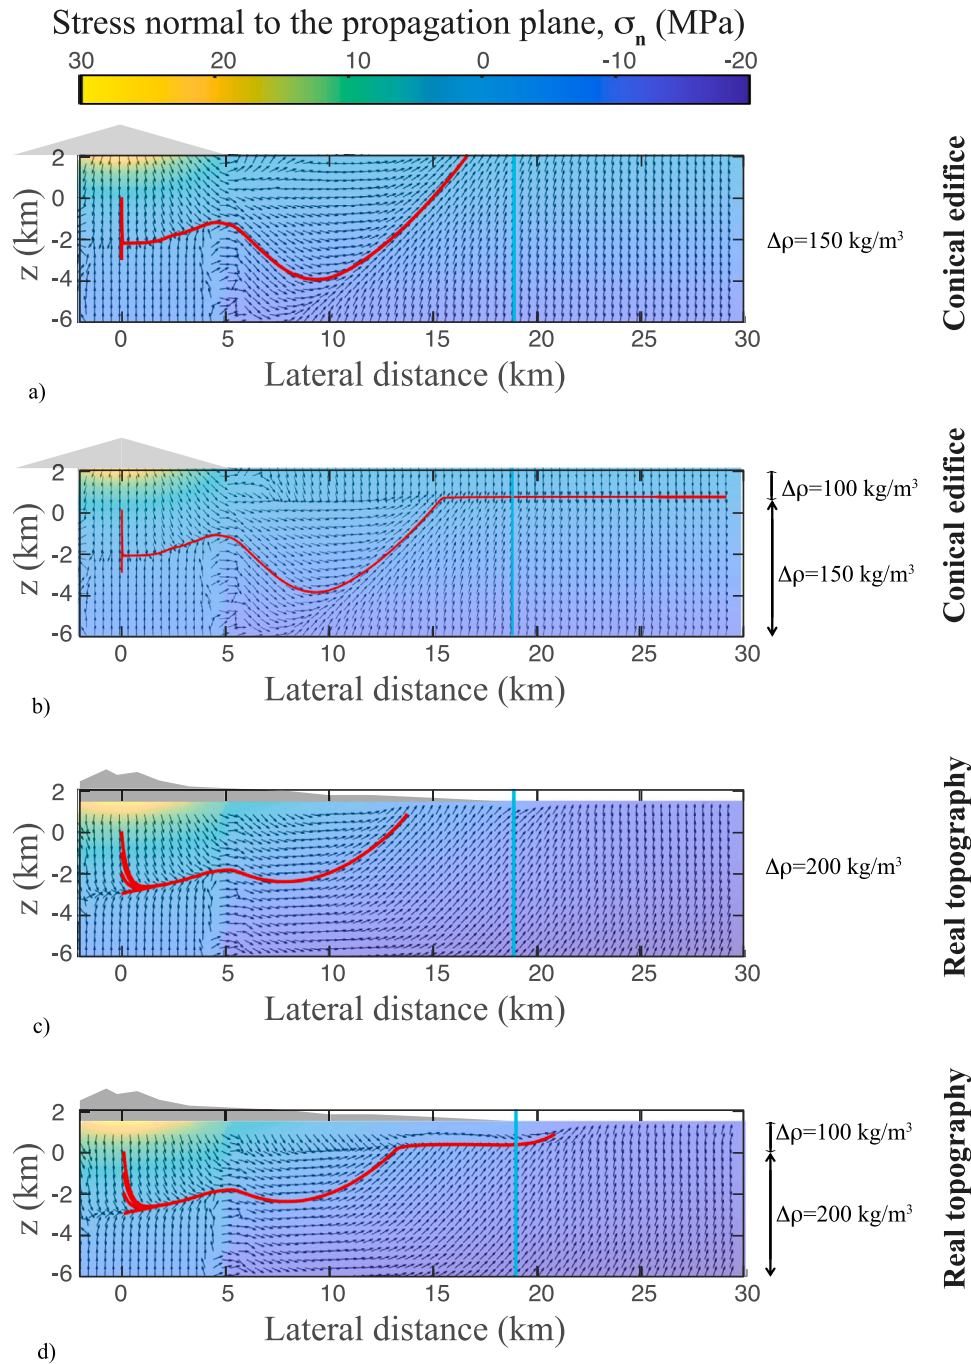 Stress normal to the propagation plane, σn (MPa)
30 20 10 0 -10 -20
2
0
-2
-4
-6
z (km)
0 5 10 15 20 25 30
Lateral distance (km)
Δρ=150 kg/m³
Conical edifice
a)
2
0
-2
-4
-6
z (km)
0 5 10 15 20 25 30
Lateral distance (km)
Δρ=100 kg/m³
Δρ=150 kg/m³
Conical edifice
b)
2
0
-2
-4
-6
z (km)
0 5 10 15 20 25 30
Lateral distance (km)
Δρ=200 kg/m³
Real topography
c)
2
0
-2
-4
-6
z (km)
0 5 10 15 20 25 30
Lateral distance (km)
Δρ=100 kg/m³
Δρ=200 kg/m³
Real topography
d)